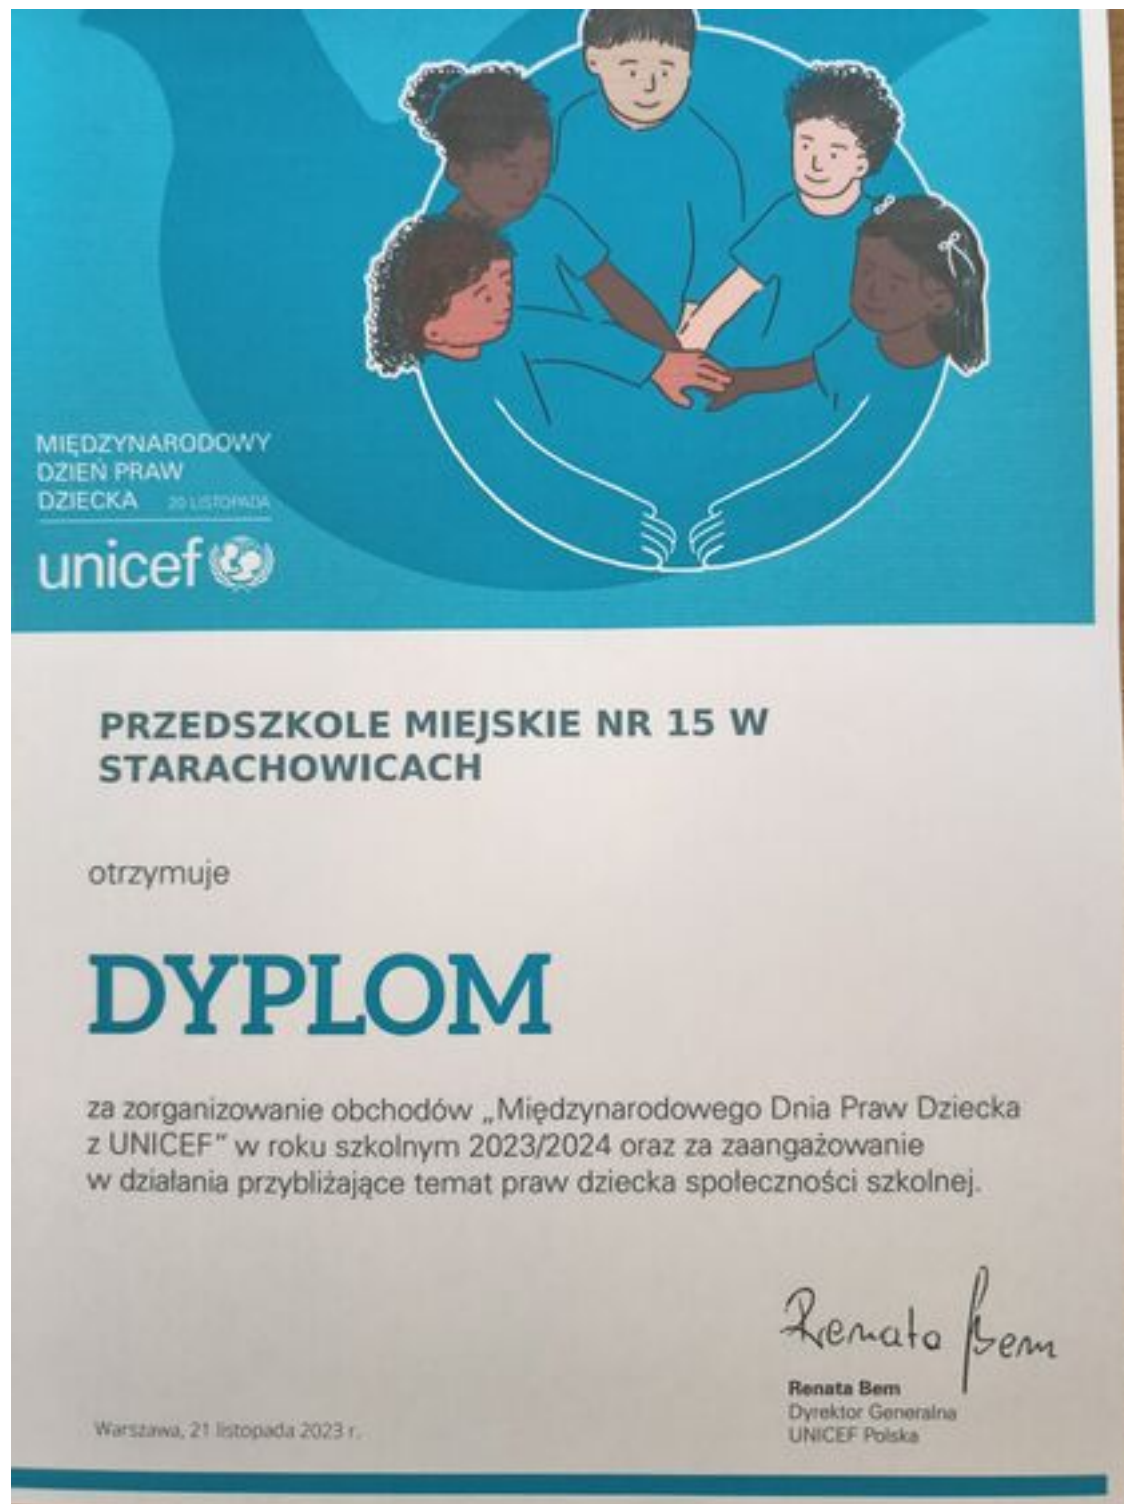 MIĘDZYNARODOWY
DZIEŃ PRAW
DZIECKA 20 LISTOPADA
unicef
PRZEDSZKOLE MIEJSKIE NR 15 W
STARACHOWICACH
otrzymuje
DYPLOM
za zorganizowanie obchodów „Międzynarodowego Dnia Praw Dziecka
z UNICEF” w roku szkolnym 2023/2024 oraz za zaangażowanie
w działania przybliżające temat praw dziecka społeczności szkolnej.
Renata Bem
Renata Bem
Dyrektor Generalna
UNICEF Polska
Warszawa, 21 listopada 2023 r.